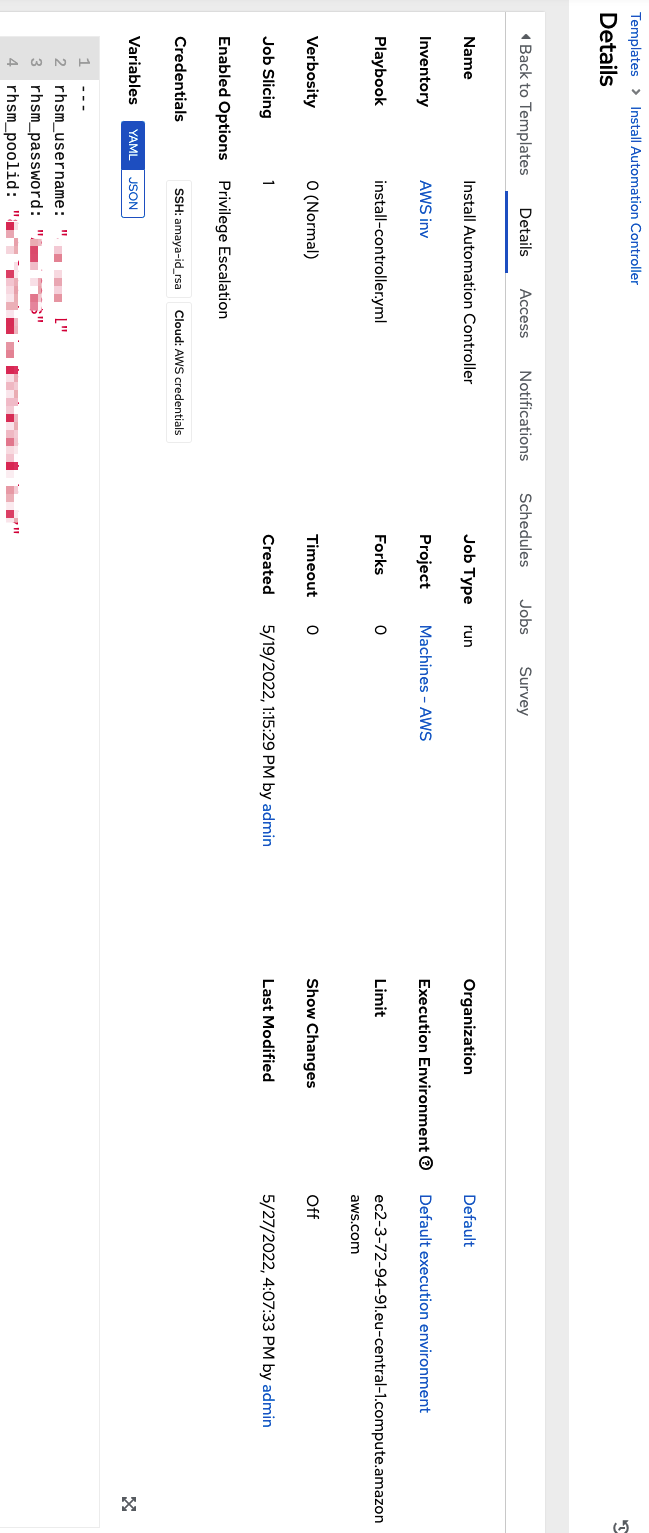 Templates > Install Automation Controller
Details
Back to Templates Details Access Notifications Schedules Jobs Survey
Name Install Automation Controller Job Type run Organization Default
Inventory AWS inv Project Machines - AWS Execution Environment Default execution environment
Playbook install-controller.yml Forks 0 Limit ec2-3-72-94-91.eu-central-1.compute.amazon
aws.com
Verbosity 0 (Normal) Timeout 0 Show Changes Off
Job Slicing 1 Created 5/19/2022, 1:15:29 PM by admin Last Modified 5/27/2022, 4:07:33 PM by admin
Enabled Options Privilege Escalation
Credentials SSH: amaya-id_rsa Cloud: AWS credentials
Variables YAML JSON
1 ---
2 rhsm_username: "
3 rhsm_password: "
4 rhsm_poolid: "